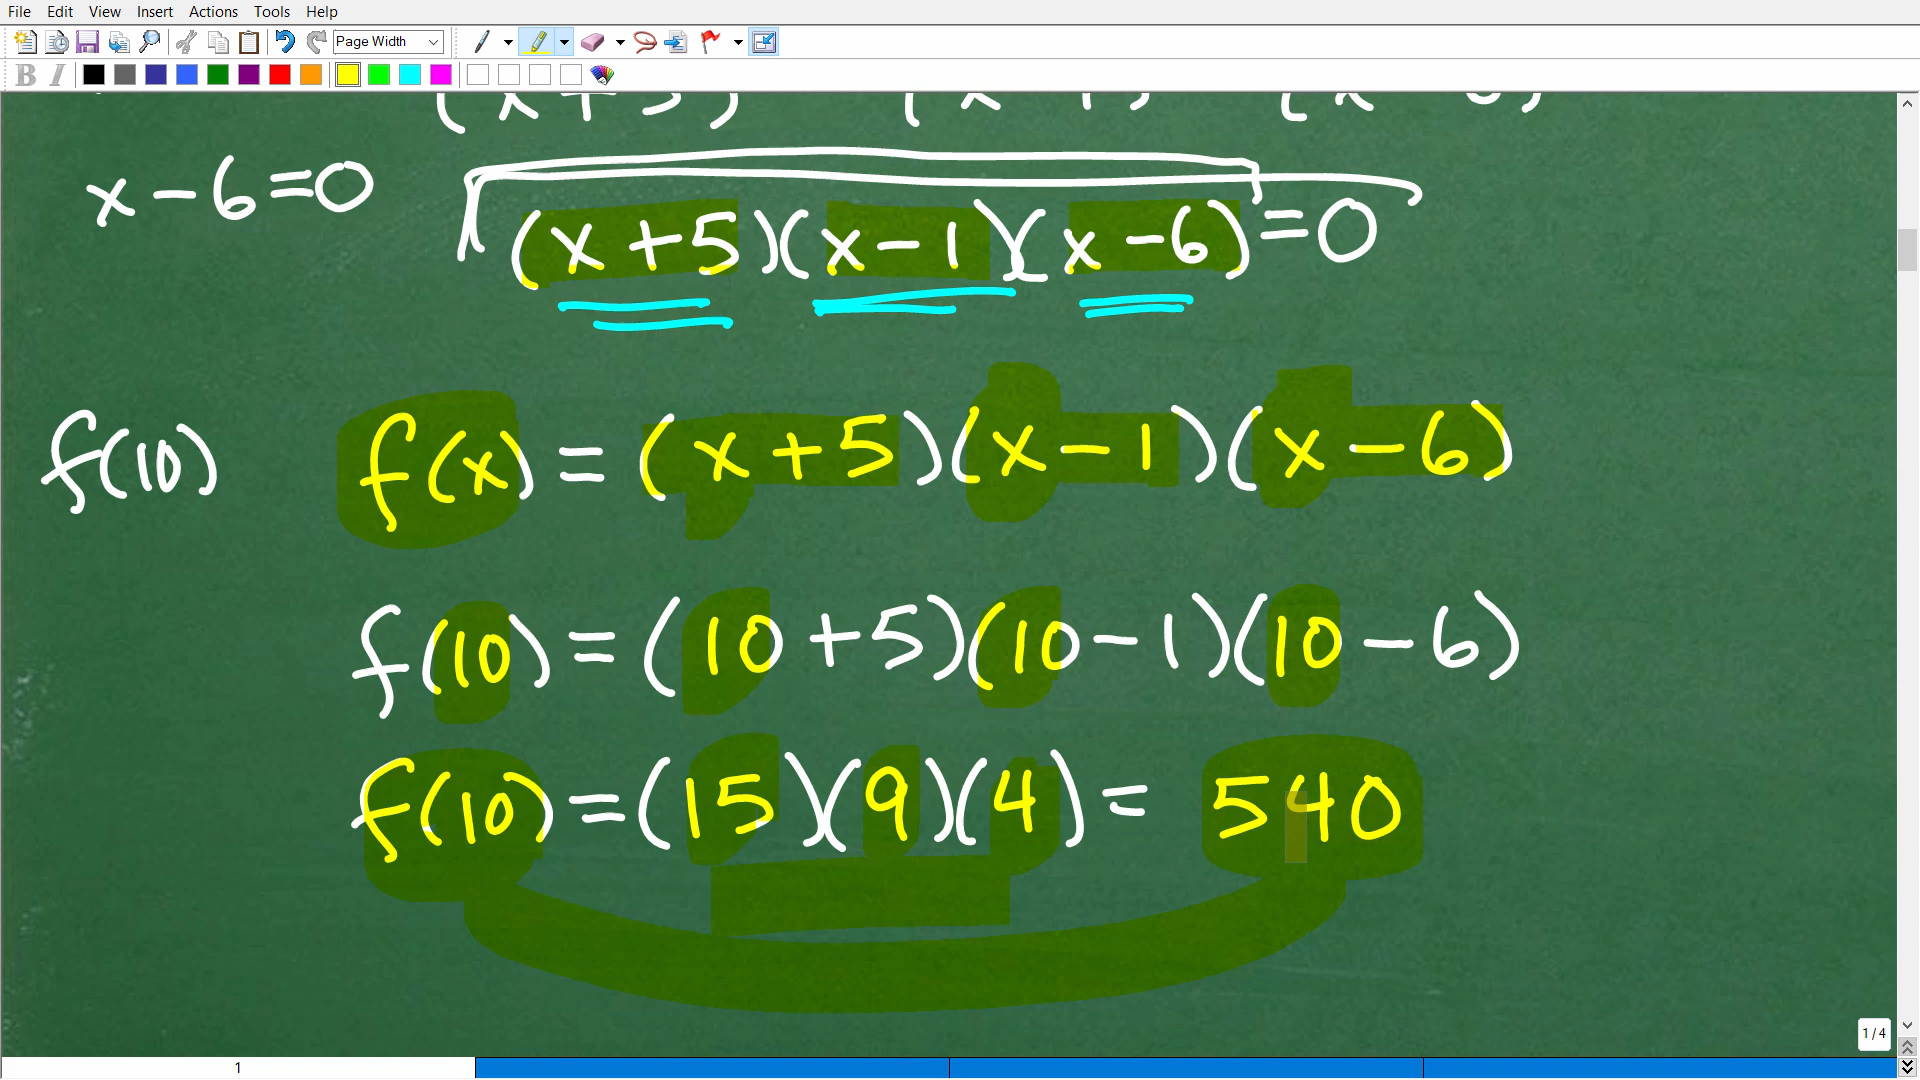 File Edit View Insert Actions Tools Help
Page Width
B I
x-6=0
(x+5)(x-1)(x-6)=0
f(10)
f(x)=(x+5)(x-1)(x-6)
f(10)=(10+5)(10-1)(10-6)
f(10)=(15)(9)(4)=540
1/4
1